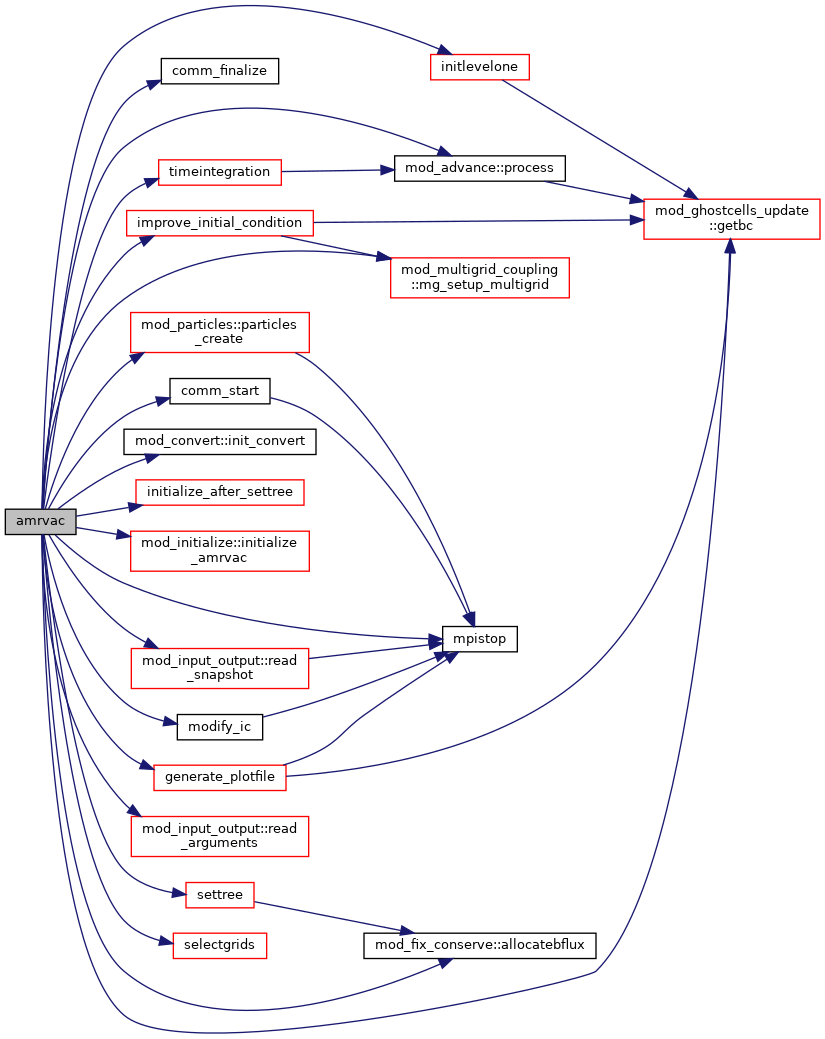 initlevelone
comm_finalize
mod_advance::process
timeintegration
mod_ghostcells_update
::getbc
improve_initial_condition
mod_multigrid_coupling
::mg_setup_multigrid
mod_particles::particles
_create
comm_start
mod_convert::init_convert
initialize_after_settree
amrvac
mod_initialize::initialize
_amrvac
mpistop
mod_input_output::read
_snapshot
modify_ic
generate_plotfile
mod_input_output::read
_arguments
settree
selectgrids
mod_fix_conserve::allocatebflux